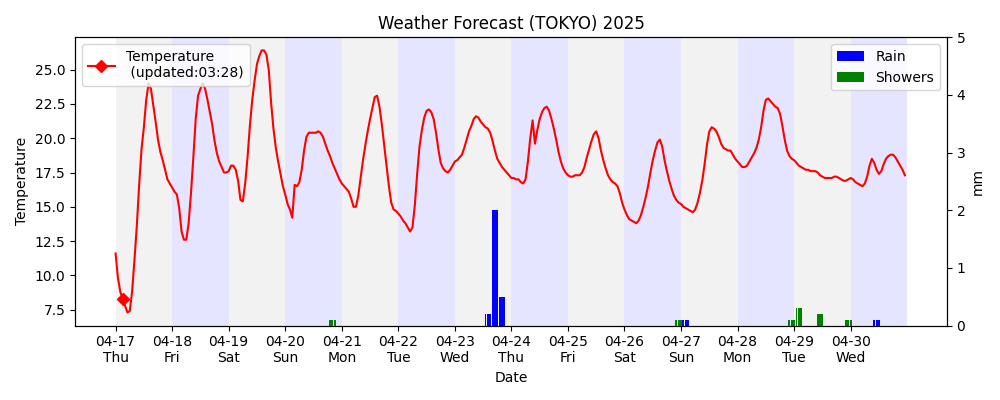 Weather Forecast (TOKYO) 2025
Temperature
(updated:03:28)
Rain
Showers
Temperature
25.0
22.5
20.0
17.5
15.0
12.5
10.0
7.5
5
4
3
2
1
0
mm
04-17 04-18 04-19 04-20 04-21 04-22 04-23 04-24 04-25 04-26 04-27 04-28 04-29 04-30
Thu Fri Sat Sun Mon Tue Wed Thu Fri Sat Sun Mon Tue Wed
Date